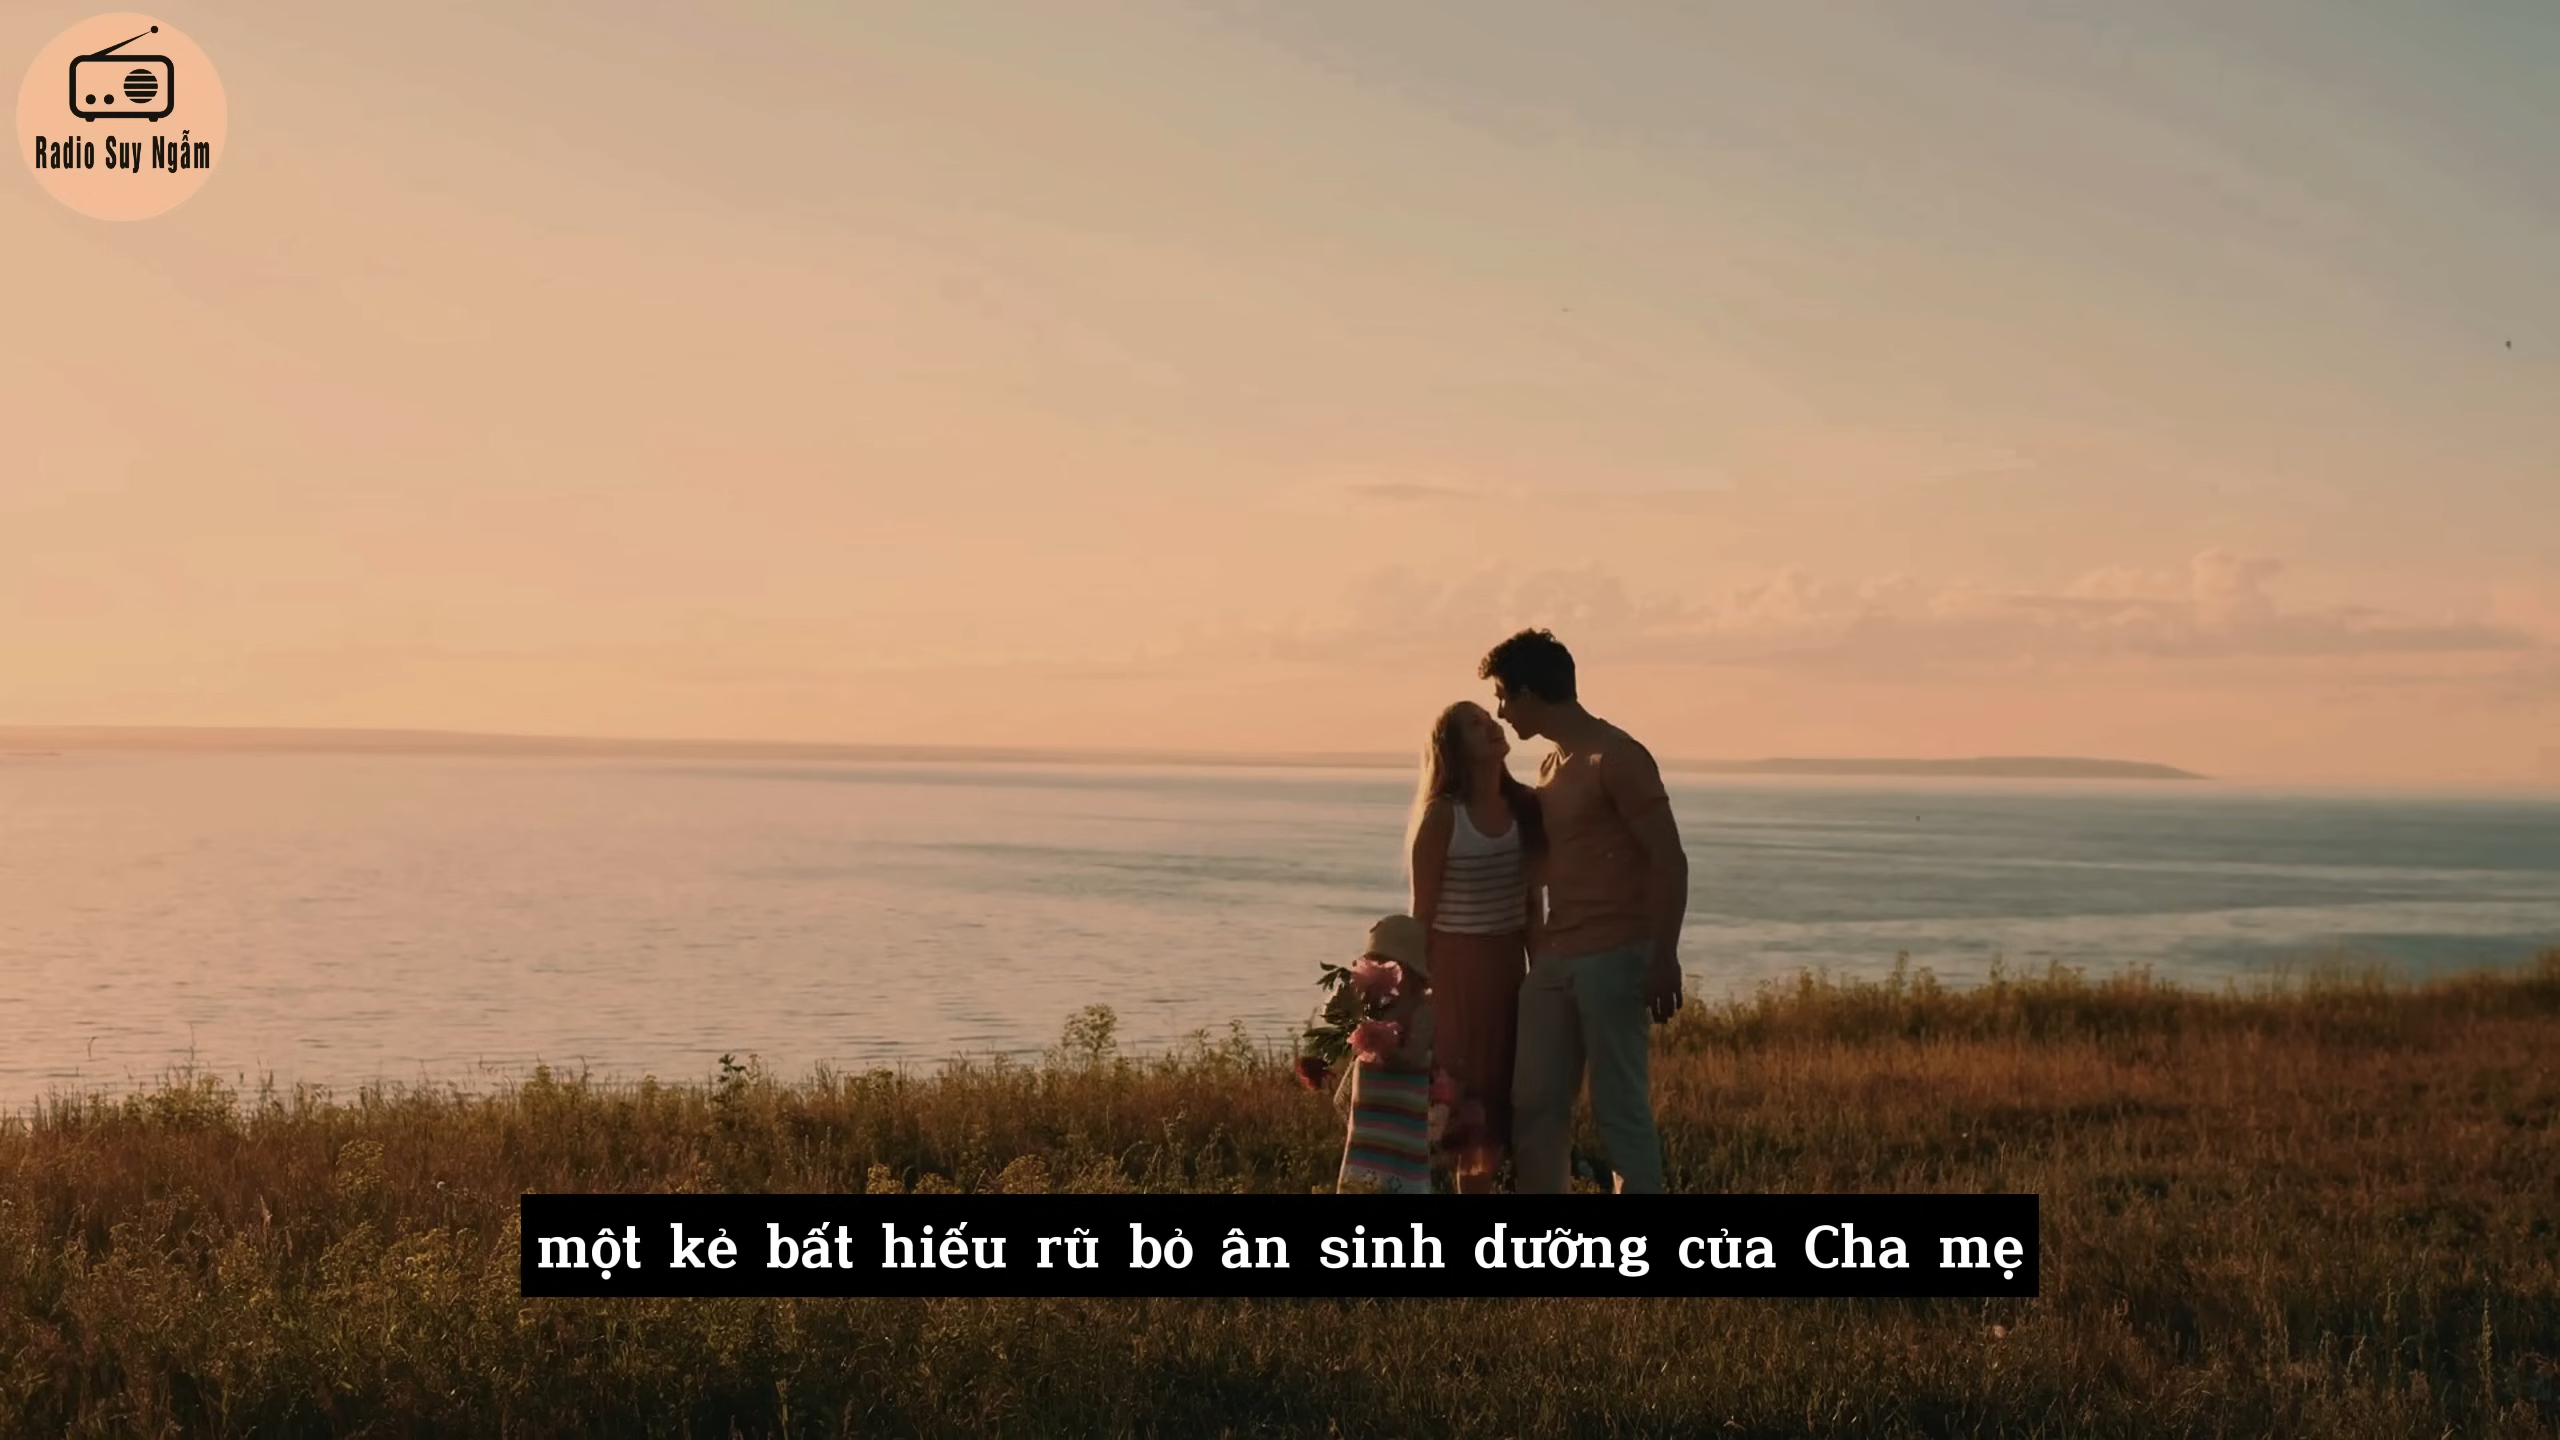 Radio Suy Ngẫm
một kẻ bất hiếu rũ bỏ ân sinh dưỡng của Cha mẹ